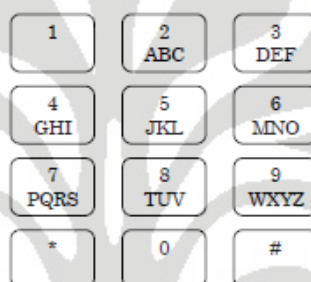 1 2 3
ABC DEF
4 5 6
GHI JKL MNO
7 8 9
PQRS TUV WXYZ
* 0 #